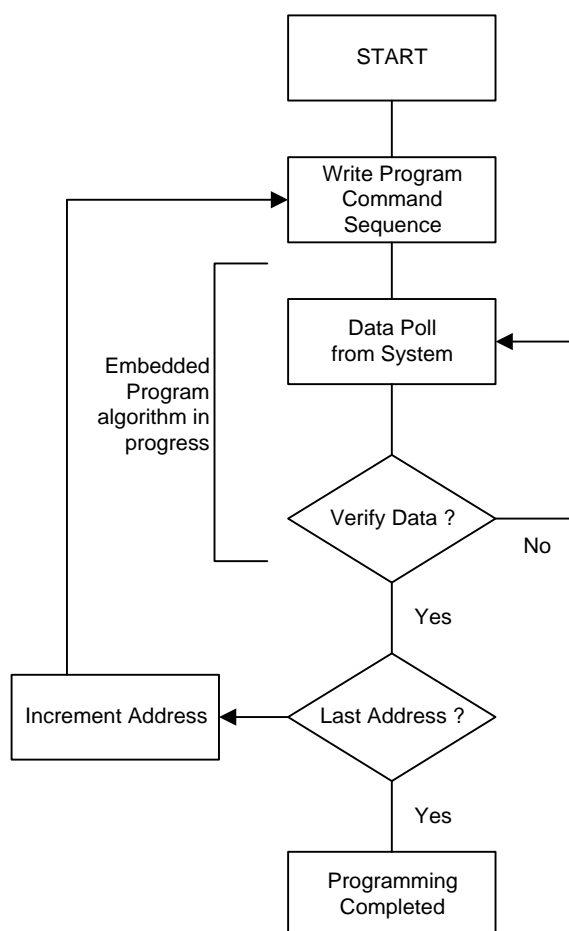 START
Write Program
Command
Sequence
Data Poll
from System
Embedded
Program
algorithm in
progress
Verify Data ?
No
Yes
Increment Address
Last Address ?
Yes
Programming
Completed